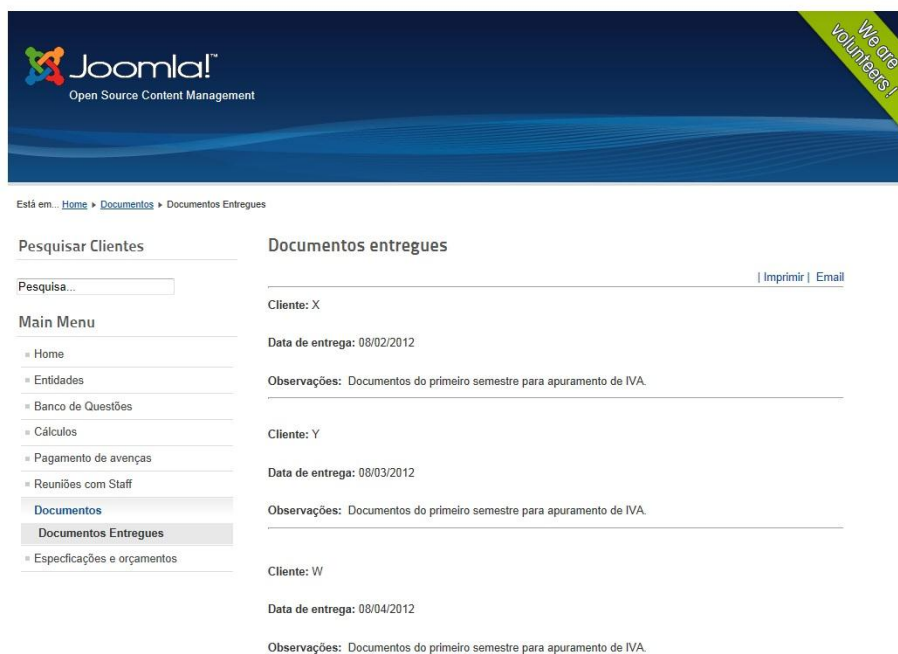 Joomla!™
Open Source Content Management
We are
volunteers!
Está em... Home ▸ Documentos ▸ Documentos Entregues
Pesquisar Clientes
Pesquisa...
Main Menu
Home
Entidades
Banco de Questões
Cálculos
Pagamento de avenças
Reuniões com Staff
Documentos
Documentos Entregues
Especficações e orçamentos
Documentos entregues
| Imprimir | Email
Cliente: X
Data de entrega: 08/02/2012
Observações: Documentos do primeiro semestre para apuramento de IVA.
Cliente: Y
Data de entrega: 08/03/2012
Observações: Documentos do primeiro semestre para apuramento de IVA.
Cliente: W
Data de entrega: 08/04/2012
Observações: Documentos do primeiro semestre para apuramento de IVA.